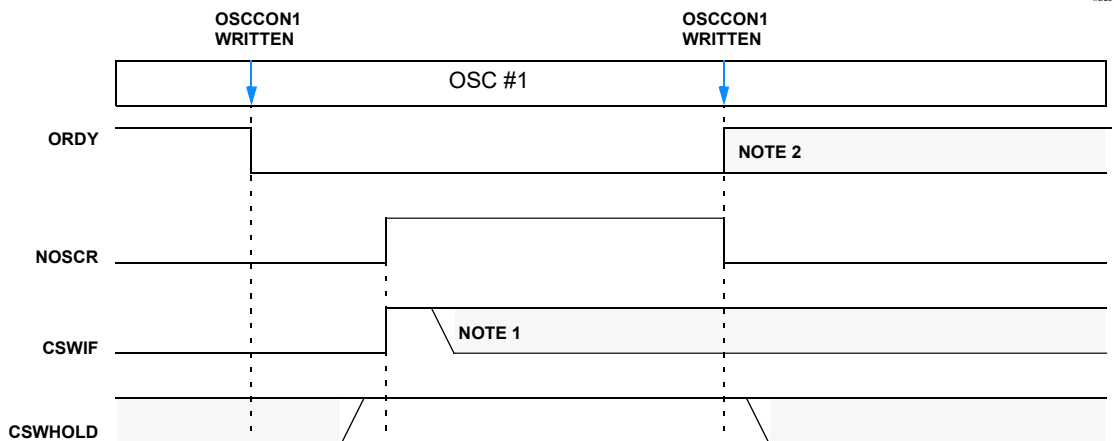 OSCCON1
WRITTEN
OSCCON1
WRITTEN
OSC #1
ORDY
NOTE 2
NOSCR
CSWIF
NOTE 1
CSWHOLD